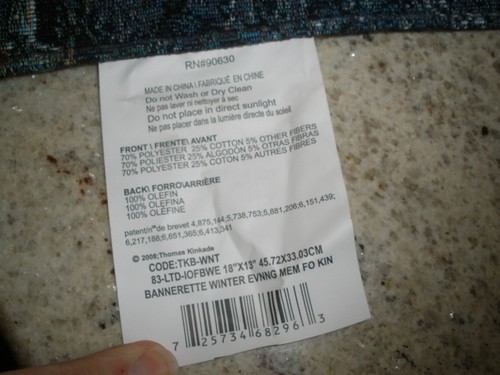 RN#90630
MADE IN CHINA\ FABRIQUÉ EN CHINE
Do not Wash or Dry Clean
Ne pas laver ni nettoyer à sec
Do not place in direct sunlight
Ne pas placer dans la lumière directe du soleil
FRONT \ FRENTE\ AVANT
70% POLYESTER 25% COTTON 5% OTHER FIBERS
70% POLIESTER 25% ALGODÓN 5% OTRAS FIBRAS
70% POLYESTER 25% COTON 5% AUTRES FIBRES
BACK\ FORRO\ARRIÈRE
100% OLEFIN
100% OLEFINA
100% OLÉFINE
patent/n° de brevet 4,875,144;5,738,753;5,681,206;6,151,439;
6,217,188;6,651,365;6,413,341
© 2008;Thomas Kinkade
CODE:TKB-WNT
83-LTD-IOFBWE 18"X13" 45.72X33.03CM
BANNERETTE WINTER EVNNG MEM FO KIN
7 25734 68296 3